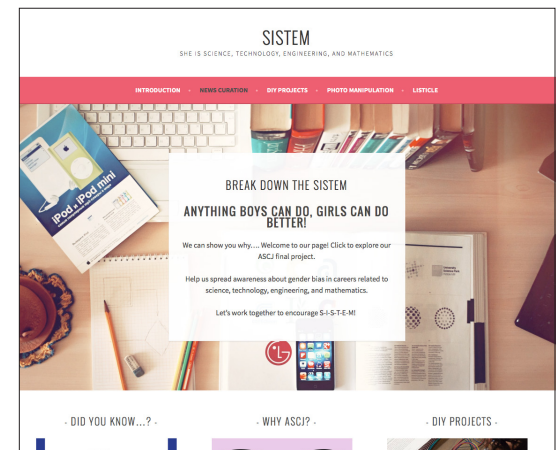 SISTEM
SHE IS SCIENCE, TECHNOLOGY, ENGINEERING, AND MATHEMATICS
INTRODUCTION - NEWS CURATION - DIY PROJECTS - PHOTO MANIPULATION - LISTICLE
iPod x iPod mini
BREAK DOWN THE SISTEM
ANYTHING BOYS CAN DO, GIRLS CAN DO
BETTER!
We can show you why.... Welcome to our page! Click to explore our
ASCJ final project.
Help us spread awareness about gender bias in careers related to
science, technology, engineering, and mathematics.
Let's work together to encourage S-I-S-T-E-M!
LG
- DID YOU KNOW...? -
- WHY ASCJ? -
- DIY PROJECTS -